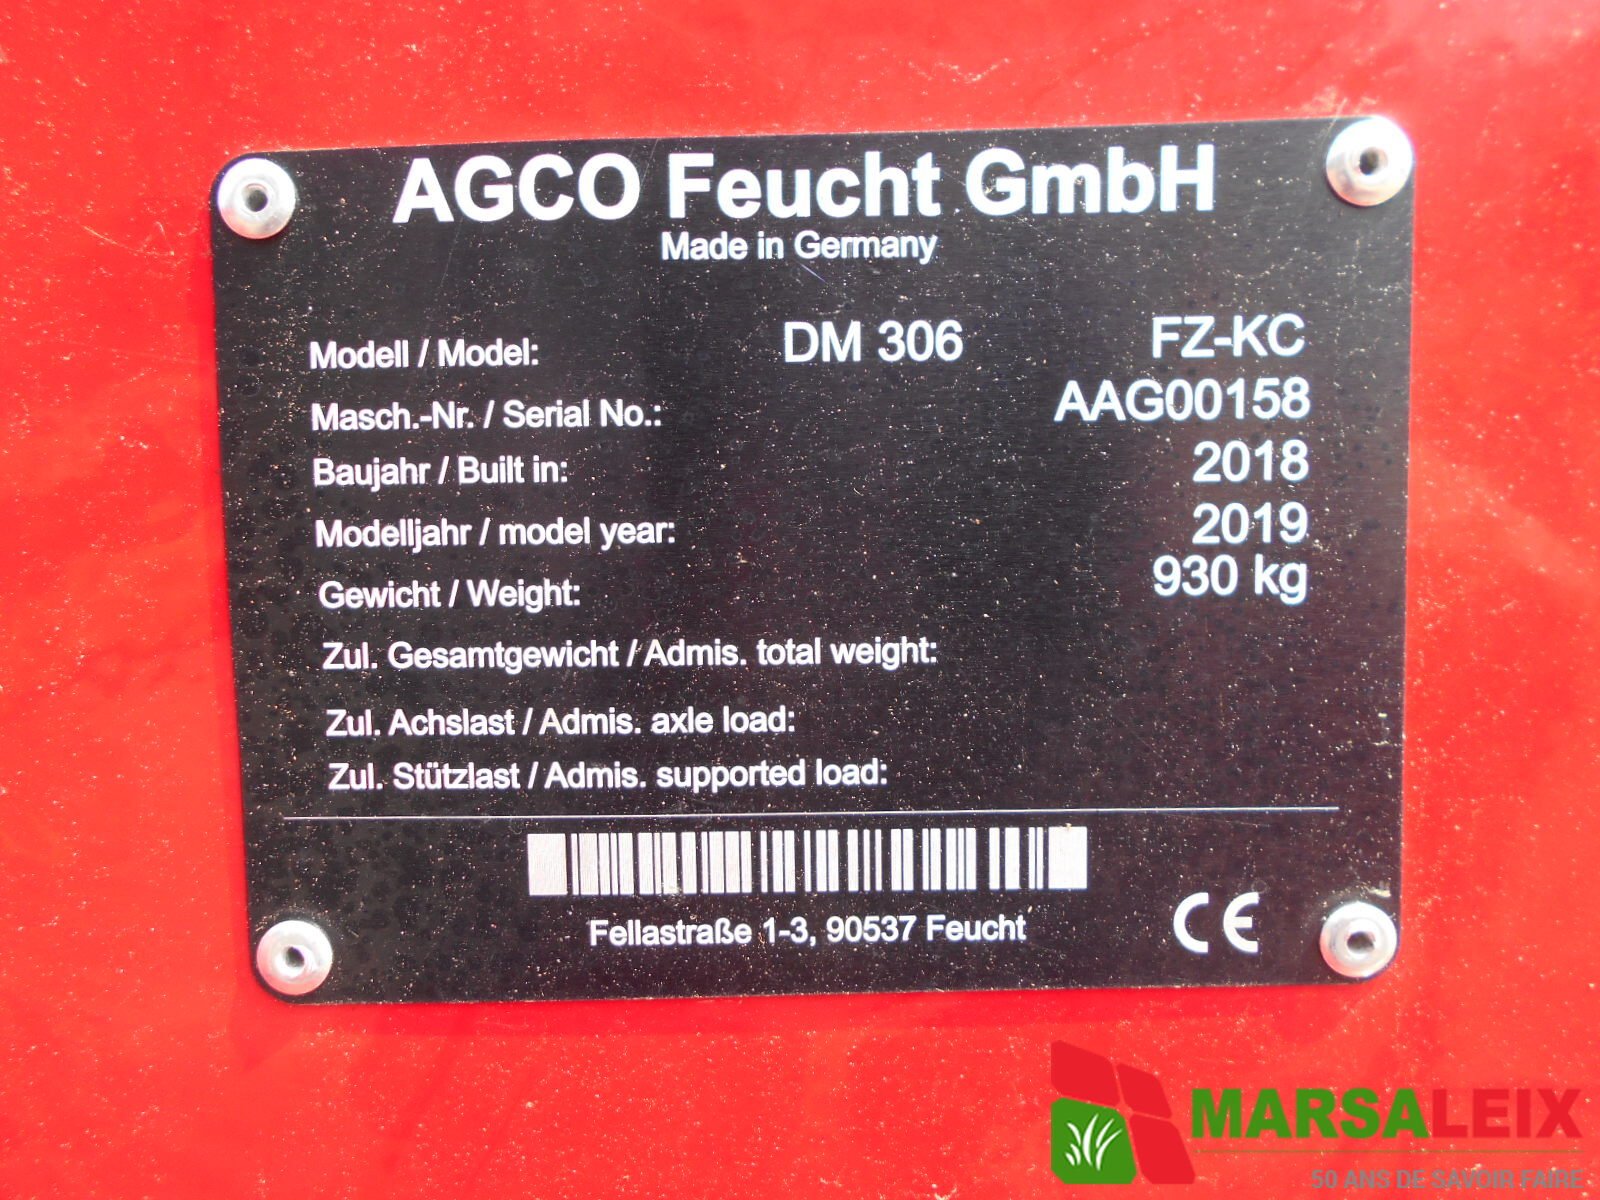 AGCO Feucht GmbH
Made in Germany
Modell / Model: DM 306 FZ-KC
Masch.-Nr. / Serial No.: AAG00158
Baujahr / Built in: 2018
Modelljahr / model year: 2019
Gewicht / Weight: 930 kg
Zul. Gesamtgewicht / Admis. total weight:
Zul. Achslast / Admis. axle load:
Zul. Stützlast / Admis. supported load:
Fellastraße 1-3, 90537 Feucht
CE
MARSALEIX
50 ANS DE SAVOIR FAIRE